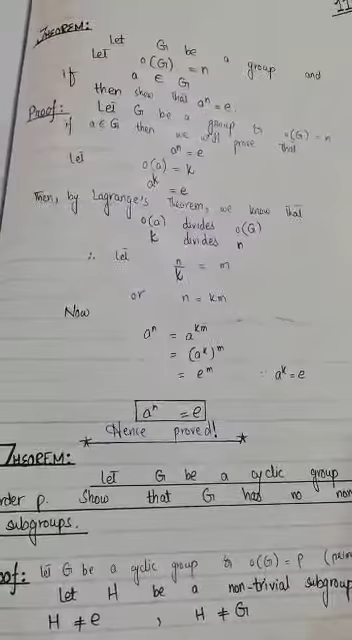 11
THEOREM:
Let G be a group and
Let o(G) = n
if a ∈ G
then show that aⁿ = e.
Proof: Let G be a group & o(G) = n
if a ∈ G then we will prove that
aⁿ = e
Let o(a) = k
aᵏ = e
Then, by Lagrange's Theorem, we know that
o(a) divides o(G)
k divides n
∴ Let n/k = m
or n = km
Now
aⁿ = aᵏᵐ
= (aᵏ)ᵐ
= eᵐ ∵ aᵏ = e
aⁿ = e
Hence proved!
THEOREM:
Let G be a cyclic group
order p. Show that G has no non
subgroups.
oof: Let G be a cyclic group & o(G) = p
Let H be a non-trivial subgroup
H ≠ e , H ≠ G